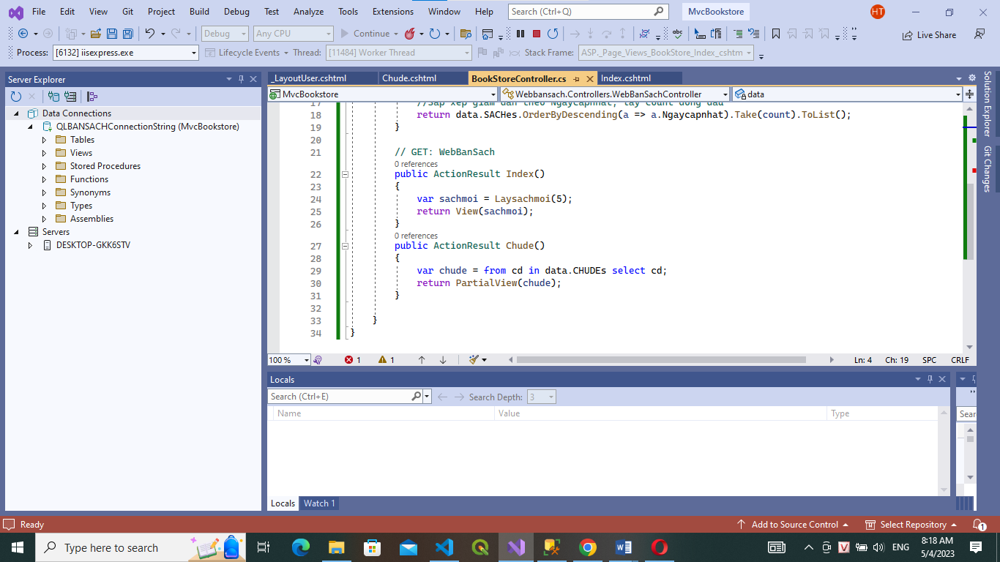 File Edit View Git Project Build Debug Test Analyze Tools Extensions Window Help Search (Ctrl+Q) MvcBookstore HT
Debug Any CPU Continue abc Live Share
Process: [6132] iisexpress.exe Lifecycle Events Thread: [11484] Worker Thread Stack Frame: ASP._Page_Views_BookStore_Index_cshtm
Server Explorer
Data Connections
QLBANSACHConnectionString (MvcBookstore)
Tables
Views
Stored Procedures
Functions
Synonyms
Types
Assemblies
Servers
DESKTOP-GKK6STV
_LayoutUser.cshtml Chude.cshtml BookStoreController.cs Index.cshtml
MvcBookstore Webbansach.Controllers.WebBanSachController data
17 //Sap xep giam dan theo Ngaycapnhat, lay count dong dau
18 return data.SACHes.OrderByDescending(a => a.Ngaycapnhat).Take(count).ToList();
19 }
20
21 // GET: WebBanSach
0 references
22 public ActionResult Index()
23 {
24 var sachmoi = Laysachmoi(5);
25 return View(sachmoi);
26 }
0 references
27 public ActionResult Chude()
28 {
29 var chude = from cd in data.CHUDEs select cd;
30 return PartialView(chude);
31 }
32
33 }
34 }
100 % 1 1 Ln: 4 Ch: 19 SPC CRLF
Solution Explorer
Git Changes
Locals
Search (Ctrl+E) Search Depth: 3
Sear
Name Value Type
Locals Watch 1
Ready Add to Source Control Select Repository 1
Type here to search V ENG 8:18 AM
5/4/2023